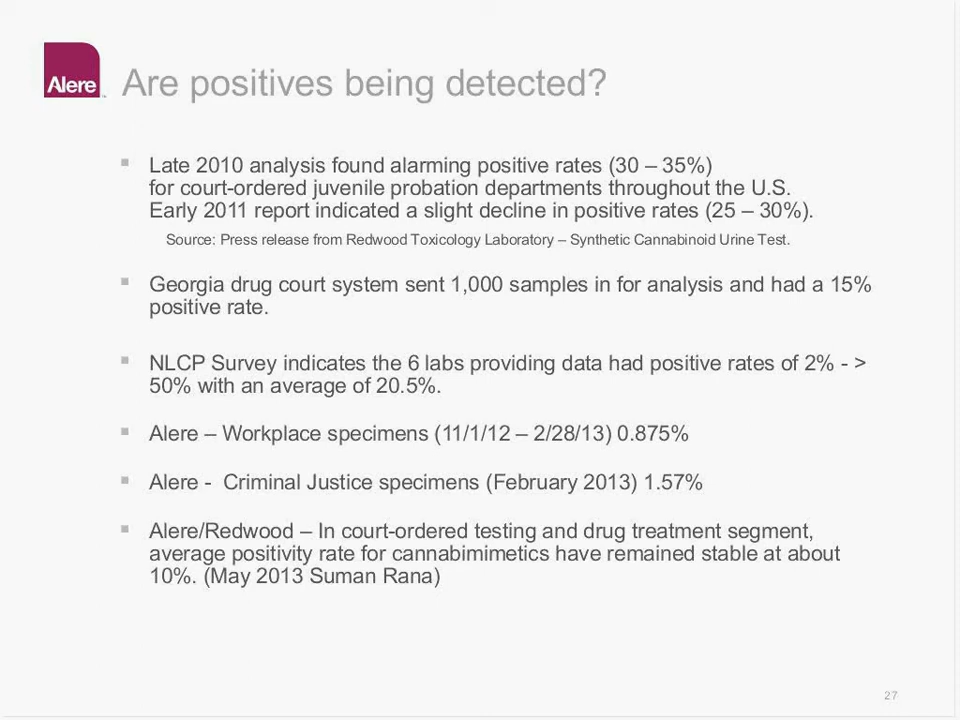 Alere
Are positives being detected?
▪ Late 2010 analysis found alarming positive rates (30 – 35%)
for court-ordered juvenile probation departments throughout the U.S.
Early 2011 report indicated a slight decline in positive rates (25 – 30%).
Source: Press release from Redwood Toxicology Laboratory – Synthetic Cannabinoid Urine Test.
▪ Georgia drug court system sent 1,000 samples in for analysis and had a 15%
positive rate.
▪ NLCP Survey indicates the 6 labs providing data had positive rates of 2% - >
50% with an average of 20.5%.
▪ Alere – Workplace specimens (11/1/12 – 2/28/13) 0.875%
▪ Alere - Criminal Justice specimens (February 2013) 1.57%
▪ Alere/Redwood – In court-ordered testing and drug treatment segment,
average positivity rate for cannabimimetics have remained stable at about
10%. (May 2013 Suman Rana)
27